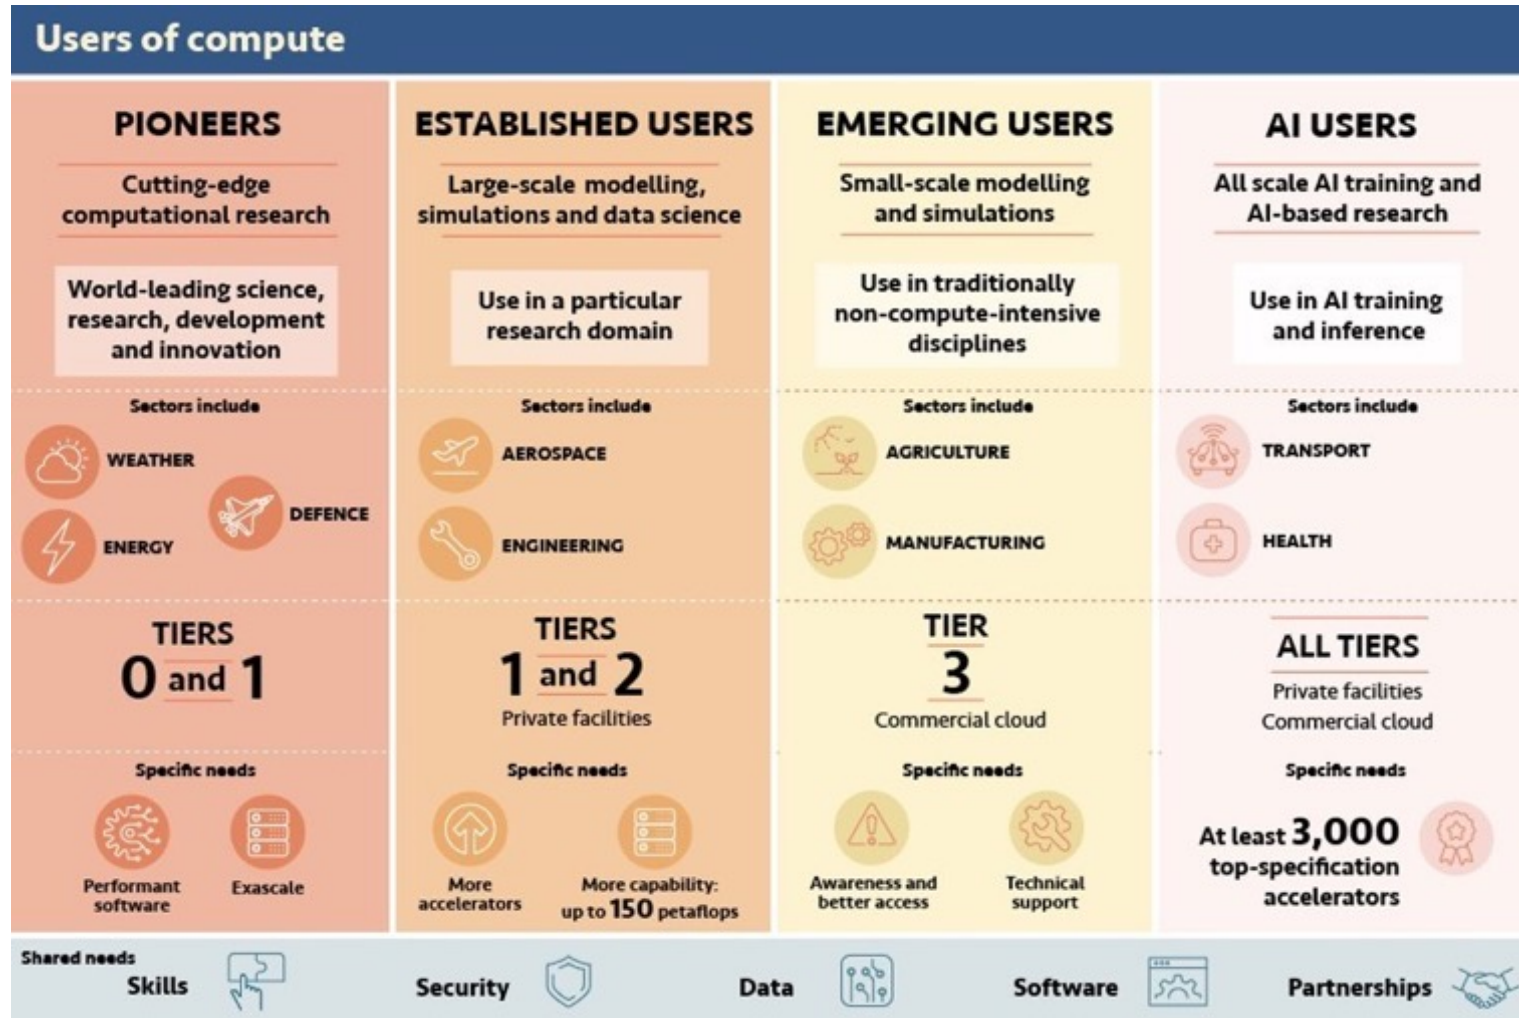 Users of compute
PIONEERS
Cutting-edge
computational research
World-leading science,
research, development
and innovation
Sectors include
WEATHER
DEFENCE
ENERGY
TIERS
0 and 1
Specific needs
Performant
software
Exascale
ESTABLISHED USERS
Large-scale modelling,
simulations and data science
Use in a particular
research domain
Sectors include
AEROSPACE
ENGINEERING
TIERS
1 and 2
Private facilities
Specific needs
More
accelerators
More capability:
up to 150 petaflops
EMERGING USERS
Small-scale modelling
and simulations
Use in traditionally
non-compute-intensive
disciplines
Sectors include
AGRICULTURE
MANUFACTURING
TIER
3
Commercial cloud
Specific needs
Awareness and
better access
Technical
support
AI USERS
All scale AI training and
AI-based research
Use in AI training
and inference
Sectors include
TRANSPORT
HEALTH
ALL TIERS
Private facilities
Commercial cloud
Specific needs
At least 3,000
top-specification
accelerators
Shared needs
Skills
Security
Data
Software
Partnerships